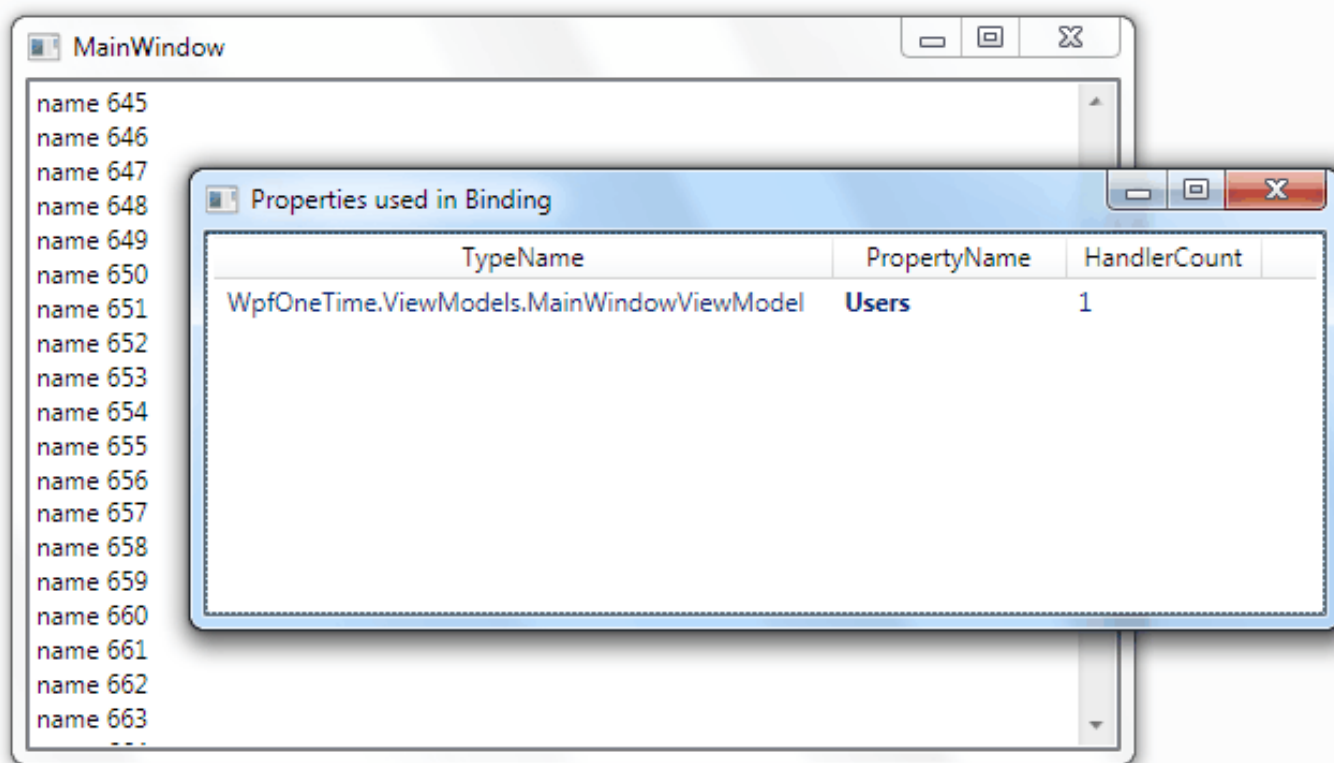 MainWindow
name 645
name 646
name 647
name 648
name 649
name 650
name 651
name 652
name 653
name 654
name 655
name 656
name 657
name 658
name 659
name 660
name 661
name 662
name 663
Properties used in Binding
TypeName PropertyName HandlerCount
WpfOneTime.ViewModels.MainWindowViewModel Users 1